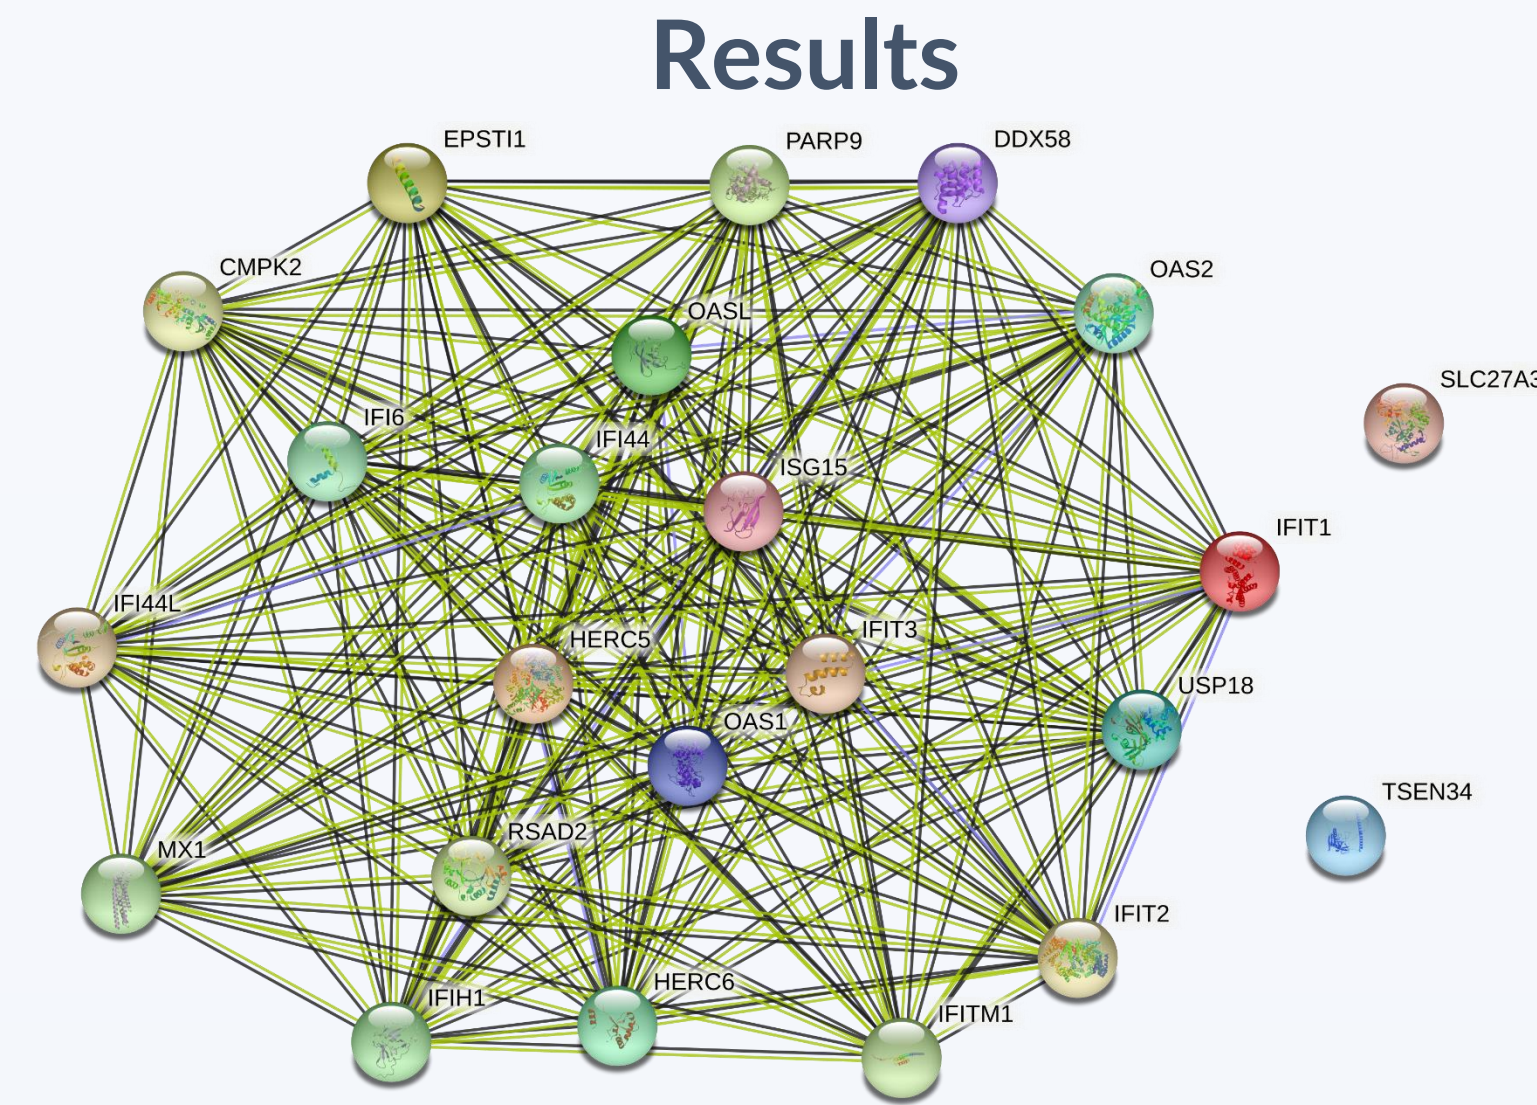 Results
EPSTI1
PARP9
DDX58
CMPK2
OAS2
OASL
SLC27A3
IFI6
IFI44
ISG15
IFIT1
IFI44L
HERC5
IFIT3
USP18
OAS1
TSEN34
RSAD2
MX1
IFIT2
HERC6
IFIH1
IFITM1